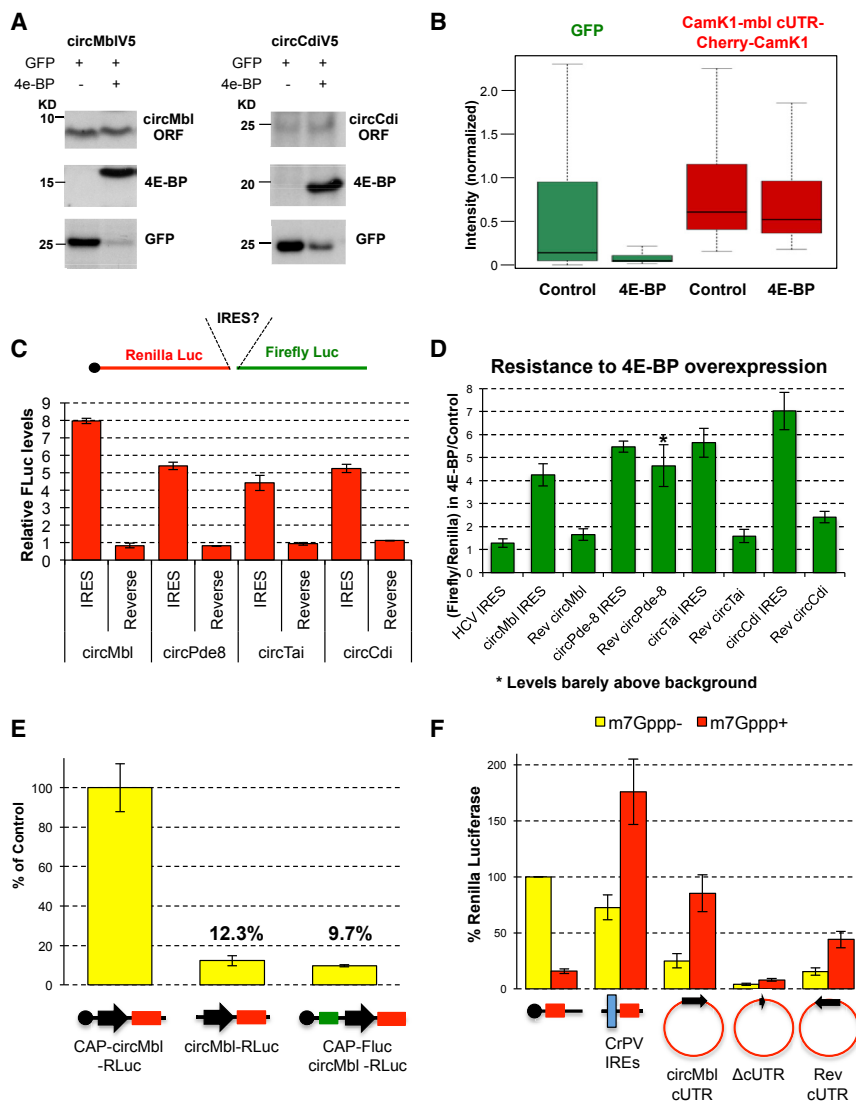 A
circMblV5
circCdiV5
GFP + +
GFP + +
4e-BP - +
4e-BP - +
KD
KD
10
circMbl
ORF
25
circCdi
ORF
15
4E-BP
20
4E-BP
25
GFP
25
GFP
B
GFP
CamK1-mbl cUTR-
Cherry-CamK1
Intensity (normalized)
2.0
1.5
1.0
0.5
0
Control
4E-BP
Control
4E-BP
C
IRES?
Renilla Luc
Firefly Luc
Relative FLuc levels
9
8
7
6
5
4
3
2
1
0
IRES
Reverse
IRES
Reverse
IRES
Reverse
IRES
Reverse
circMbl
circPde8
circTai
circCdi
D
Resistance to 4E-BP overexpression
(Firefly/Renilla) in 4E-BP/Control
8
7
6
5
4
3
2
1
0
*
HCV IRES
circMbl IRES
Rev circMbl
circPde-8 IRES
Rev circPde-8
circTai IRES
Rev circTai
circCdi IRES
Rev circCdi
* Levels barely above background
E
% of Control
100
80
60
40
20
0
12.3%
9.7%
CAP-circMbl
-RLuc
circMbl-RLuc
CAP-Fluc
circMbl -RLuc
F
m7Gppp-
m7Gppp+
% Renilla Luciferase
200
150
100
50
0
CrPV
IREs
circMbl
cUTR
ΔcUTR
Rev
cUTR